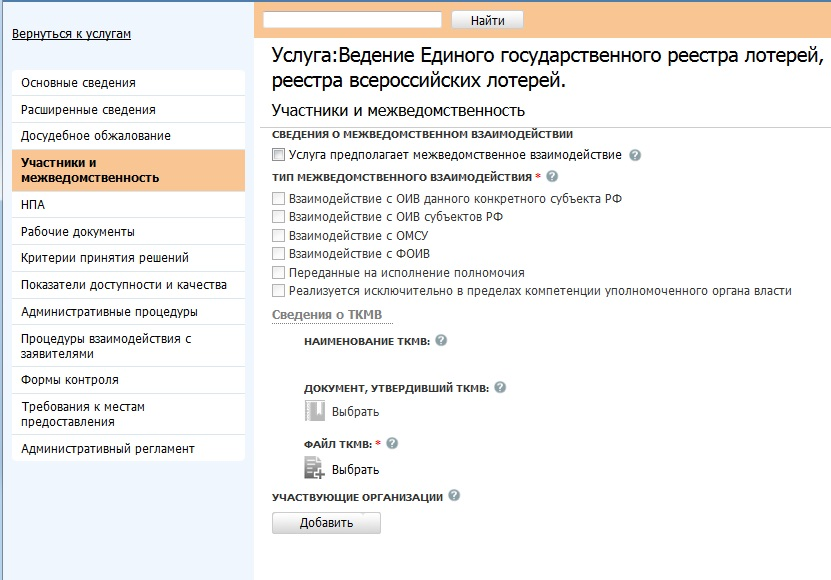 Найти
Вернуться к услугам
Основные сведения
Расширенные сведения
Досудебное обжалование
Участники и
межведомственность
НПА
Рабочие документы
Критерии принятия решений
Показатели доступности и качества
Административные процедуры
Процедуры взаимодействия с
заявителями
Формы контроля
Требования к местам
предоставления
Административный регламент
Услуга:Ведение Единого государственного реестра лотерей,
реестра всероссийских лотерей.
Участники и межведомственность
СВЕДЕНИЯ О МЕЖВЕДОМСТВЕННОМ ВЗАИМОДЕЙСТВИИ
Услуга предполагает межведомственное взаимодействие ?
ТИП МЕЖВЕДОМСТВЕННОГО ВЗАИМОДЕЙСТВИЯ * ?
Взаимодействие с ОИВ данного конкретного субъекта РФ
Взаимодействие с ОИВ субъектов РФ
Взаимодействие с ОМСУ
Взаимодействие с ФОИВ
Переданные на исполнение полномочия
Реализуется исключительно в пределах компетенции уполномоченного органа власти
Сведения о ТКМВ
НАИМЕНОВАНИЕ ТКМВ: ?
ДОКУМЕНТ, УТВЕРДИВШИЙ ТКМВ: ?
Выбрать
ФАЙЛ ТКМВ: * ?
Выбрать
УЧАСТВУЮЩИЕ ОРГАНИЗАЦИИ ?
Добавить